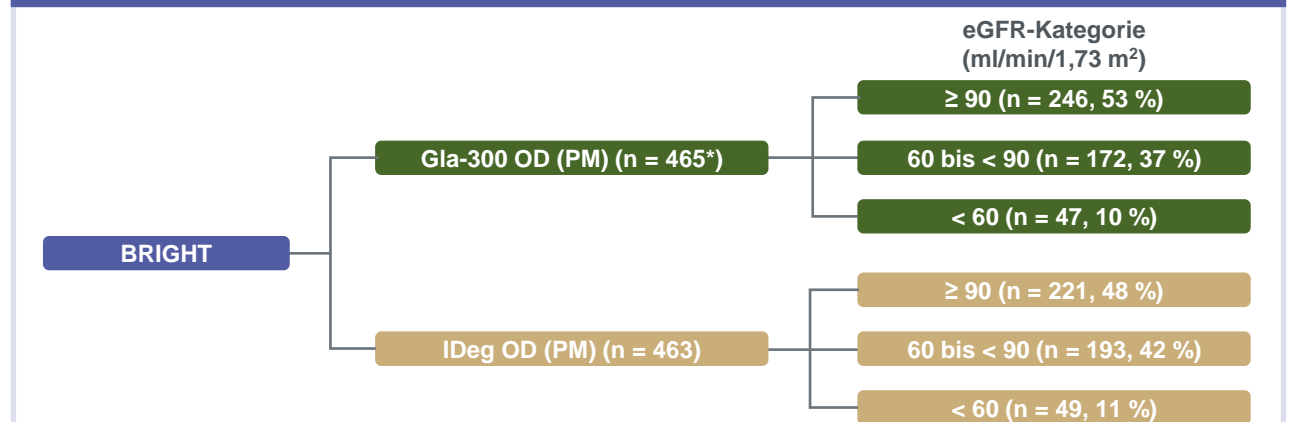 eGFR-Kategorie
(ml/min/1,73 m²)
≥ 90 (n = 246, 53 %)
Gla-300 OD (PM) (n = 465*)
60 bis < 90 (n = 172, 37 %)
< 60 (n = 47, 10 %)
BRIGHT
≥ 90 (n = 221, 48 %)
IDeg OD (PM) (n = 463)
60 bis < 90 (n = 193, 42 %)
< 60 (n = 49, 11 %)